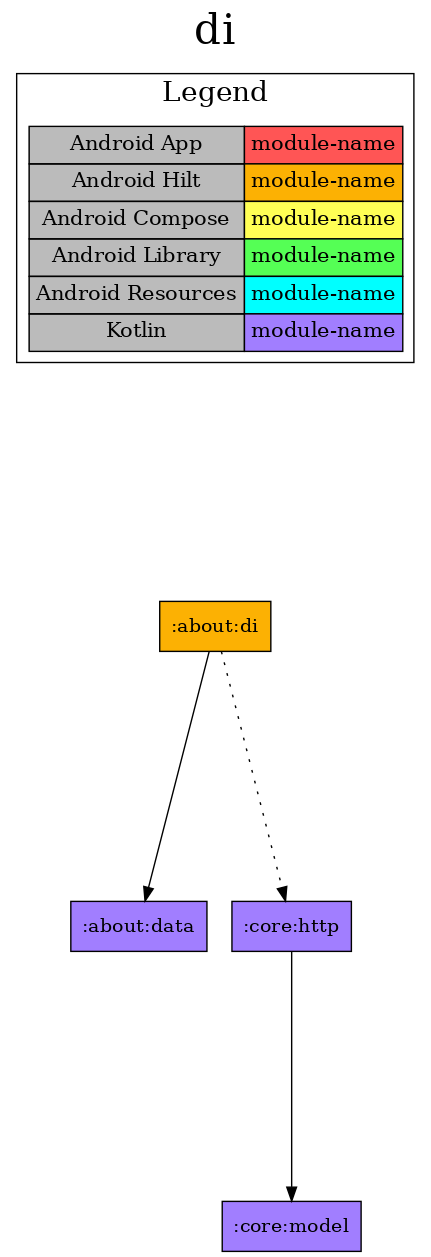 di
Legend
Android App module-name
Android Hilt module-name
Android Compose module-name
Android Library module-name
Android Resources module-name
Kotlin module-name
:about:di
:about:data :core:http
:core:model